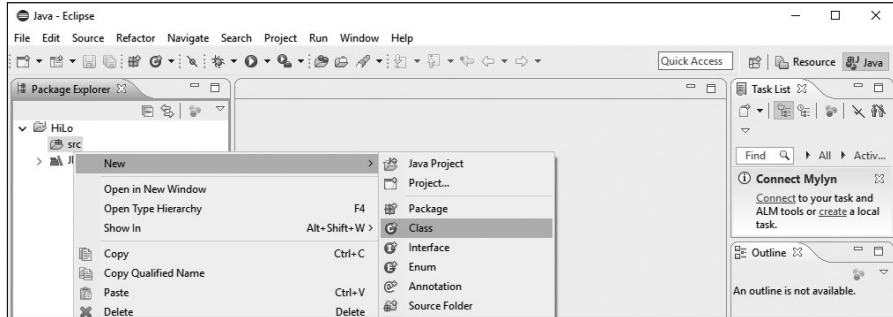 Java - Eclipse
File Edit Source Refactor Navigate Search Project Run Window Help
Quick Access
Resource
Java
Package Explorer
HiLo
src
New
Open in New Window
Open Type Hierarchy F4
Show In Alt+Shift+W >
Copy Ctrl+C
Copy Qualified Name
Paste Ctrl+V
Delete Delete
Java Project
Project...
Package
Class
Interface
Enum
Annotation
Source Folder
Task List
Find All Activ...
Connect Mylyn
Connect to your task and
ALM tools or create a local
task.
Outline
An outline is not available.